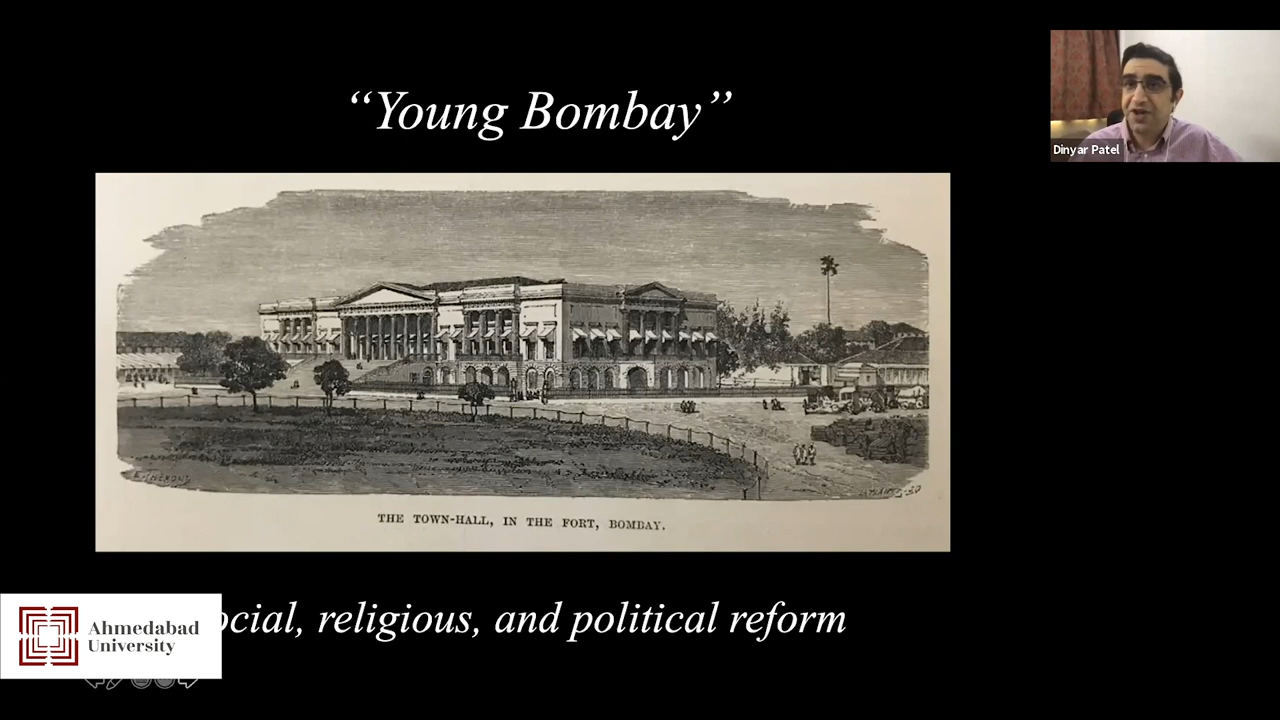 “Young Bombay”
Dinyar Patel
THE TOWN-HALL, IN THE FORT, BOMBAY.
ocial, religious, and political reform
Ahmedabad
University